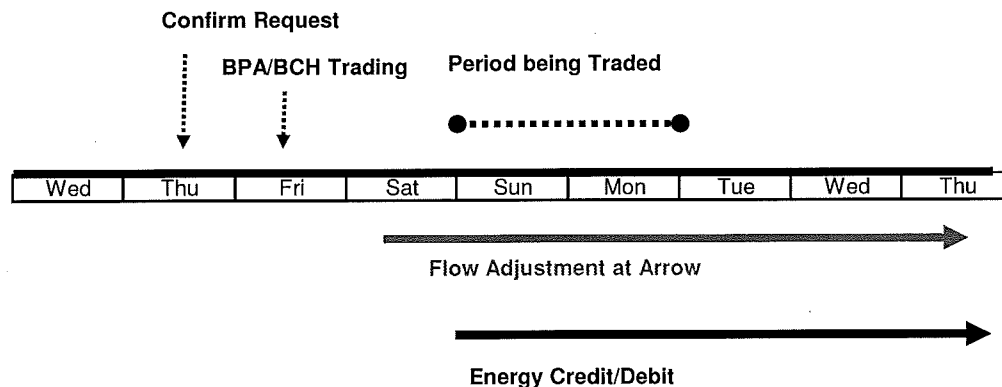 Confirm Request
BPA/BCH Trading
Period being Traded
Wed Thu Fri Sat Sun Mon Tue Wed Thu
Flow Adjustment at Arrow
Energy Credit/Debit